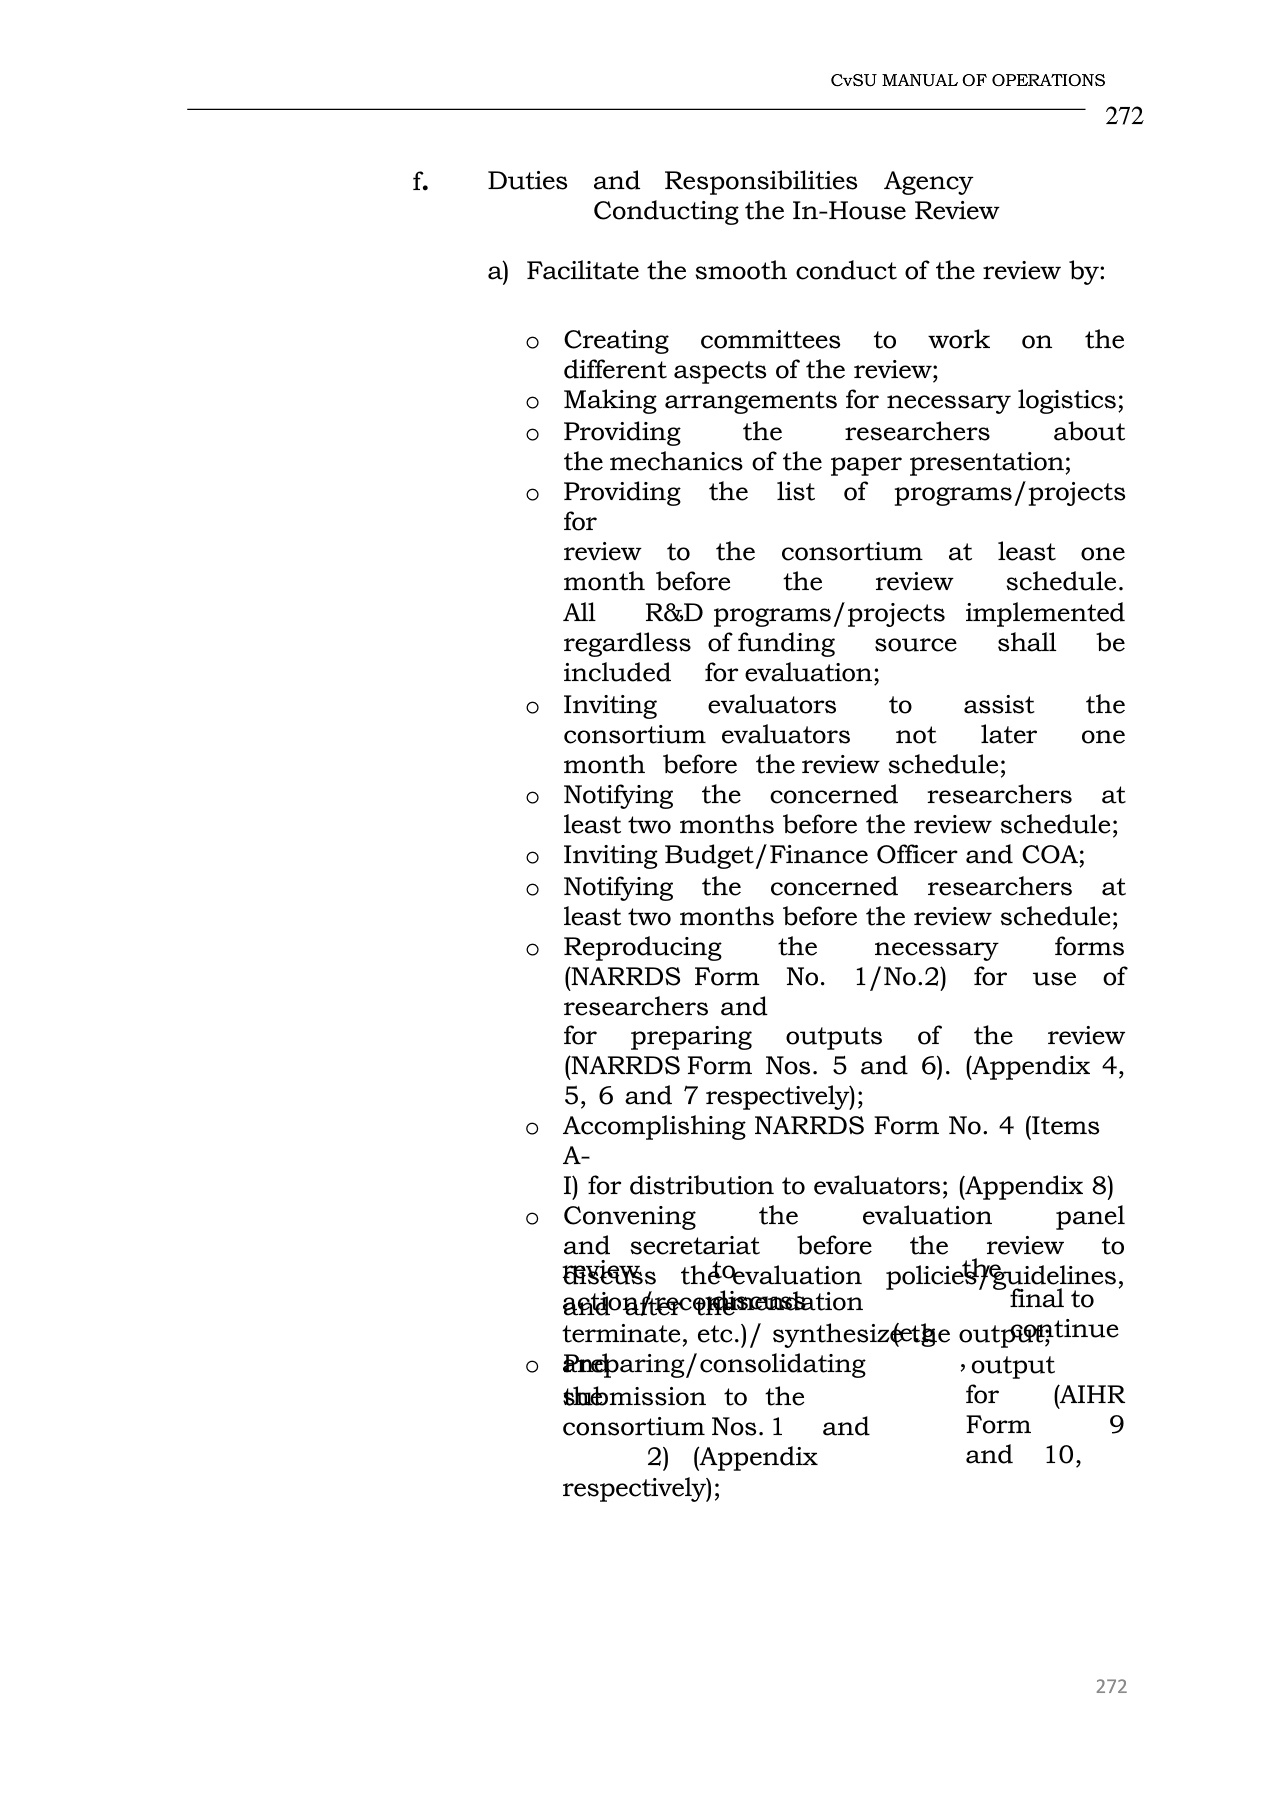 CvSU MANUAL OF OPERATIONS
272
f. Duties and Responsibilities Agency
Conducting the In-House Review
a) Facilitate the smooth conduct of the review by:
o Creating committees to work on the
different aspects of the review;
o Making arrangements for necessary logistics;
o Providing the researchers about
the mechanics of the paper presentation;
o Providing the list of programs/projects
for
review to the consortium at least one
month before the review schedule.
All R&D programs/projects implemented
regardless of funding source shall be
included for evaluation;
o Inviting evaluators to assist the
consortium evaluators not later one
month before the review schedule;
o Notifying the concerned researchers at
least two months before the review schedule;
o Inviting Budget/Finance Officer and COA;
o Notifying the concerned researchers at
least two months before the review schedule;
o Reproducing the necessary forms
(NARRDS Form No. 1/No.2) for use of
researchers and
for preparing outputs of the review
(NARRDS Form Nos. 5 and 6). (Appendix 4,
5, 6 and 7 respectively);
o Accomplishing NARRDS Form No. 4 (Items
A-
I) for distribution to evaluators; (Appendix 8)
o Convening the evaluation panel
and secretariat before the review to
review to the
discuss the evaluation policies/guidelines,
action/recommendation discuss final to
and after the
terminate, etc.)/ synthesize the output; (e.g continue
o Preparing/consolidating , output
and
the
submission to the for (AIHR
consortium Nos. 1 and Form 9
2) (Appendix and 10,
respectively);
272